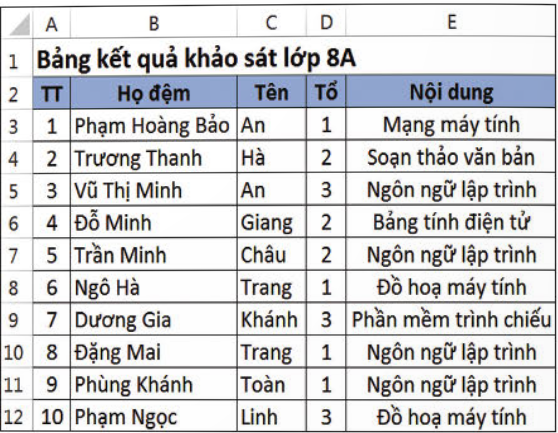 A B C D E
1 Bảng kết quả khảo sát lớp 8A
2 TT Họ đệm Tên Tổ Nội dung
3 1 Phạm Hoàng Bảo An 1 Mạng máy tính
4 2 Trương Thanh Hà 2 Soạn thảo văn bản
5 3 Vũ Thị Minh An 3 Ngôn ngữ lập trình
6 4 Đỗ Minh Giang 2 Bảng tính điện tử
7 5 Trần Minh Châu 2 Ngôn ngữ lập trình
8 6 Ngô Hà Trang 1 Đồ hoạ máy tính
9 7 Dương Gia Khánh 3 Phần mềm trình chiếu
10 8 Đặng Mai Trang 1 Ngôn ngữ lập trình
11 9 Phùng Khánh Toàn 1 Ngôn ngữ lập trình
12 10 Phạm Ngọc Linh 3 Đồ hoạ máy tính